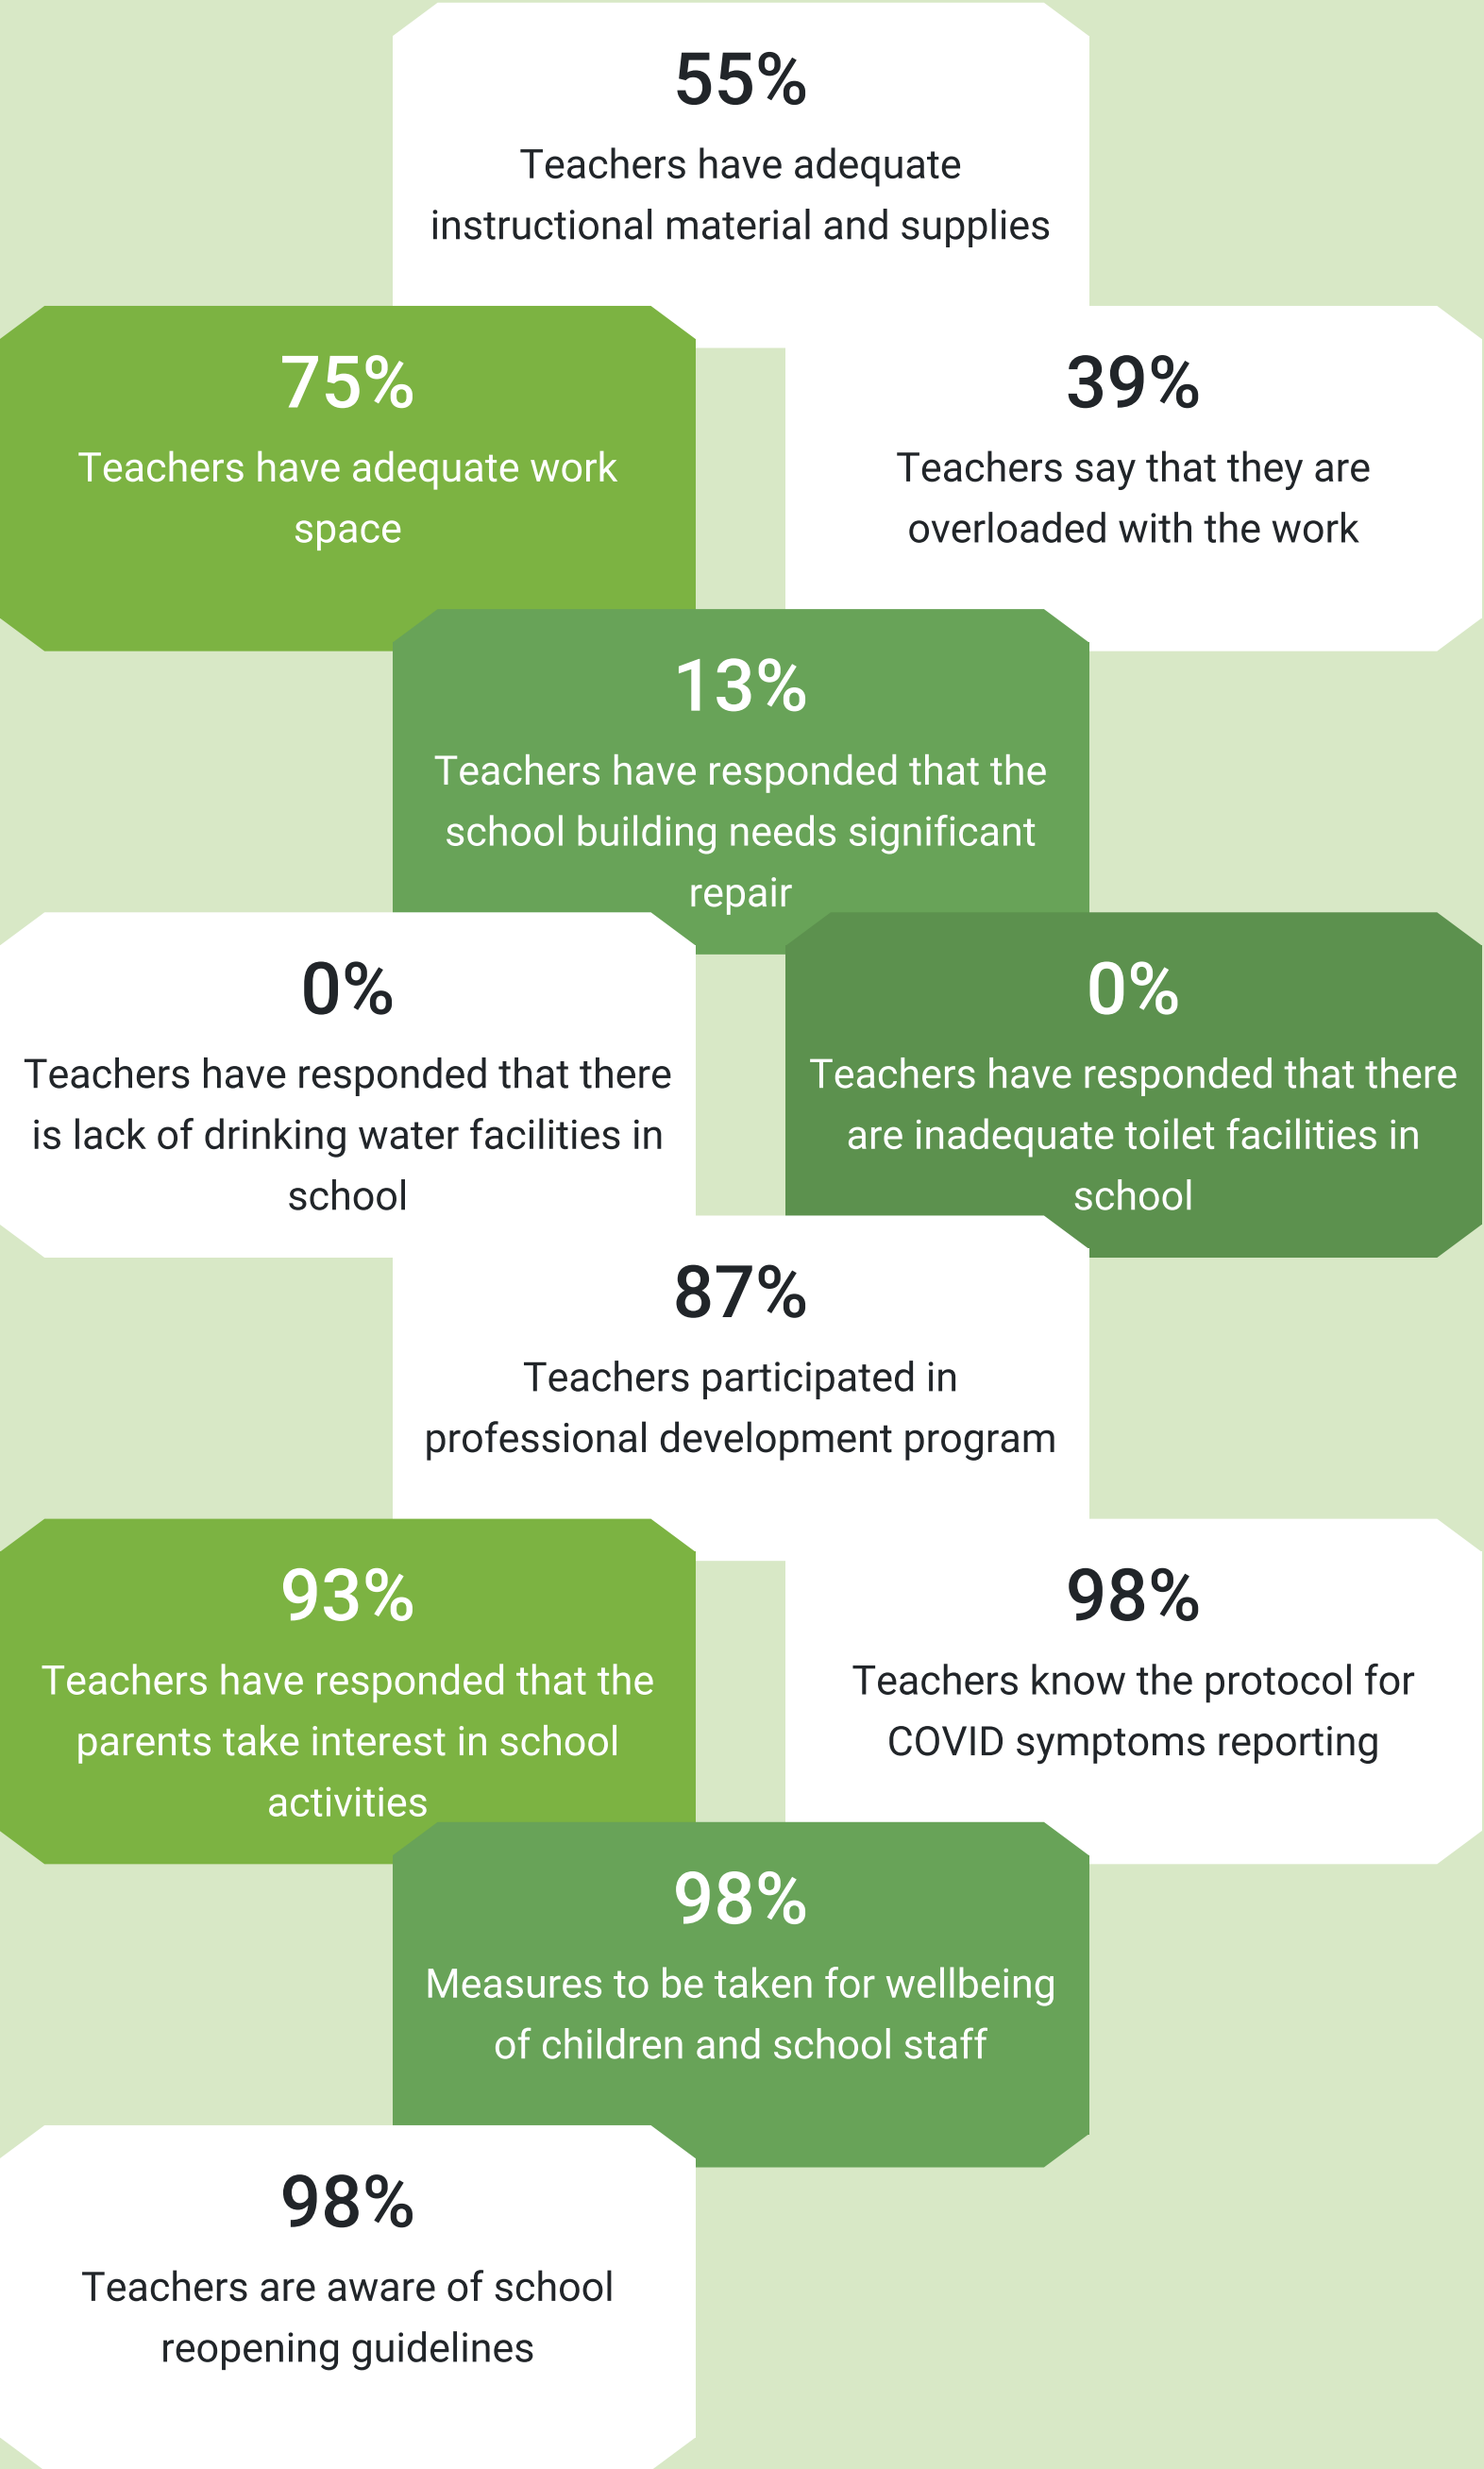 55%
Teachers have adequate
instructional material and supplies
75%
Teachers have adequate work
space
39%
Teachers say that they are
overloaded with the work
13%
Teachers have responded that the
school building needs significant
repair
0%
Teachers have responded that there
is lack of drinking water facilities in
school
0%
Teachers have responded that there
are inadequate toilet facilities in
school
87%
Teachers participated in
professional development program
93%
Teachers have responded that the
parents take interest in school
activities
98%
Teachers know the protocol for
COVID symptoms reporting
98%
Measures to be taken for wellbeing
of children and school staff
98%
Teachers are aware of school
reopening guidelines